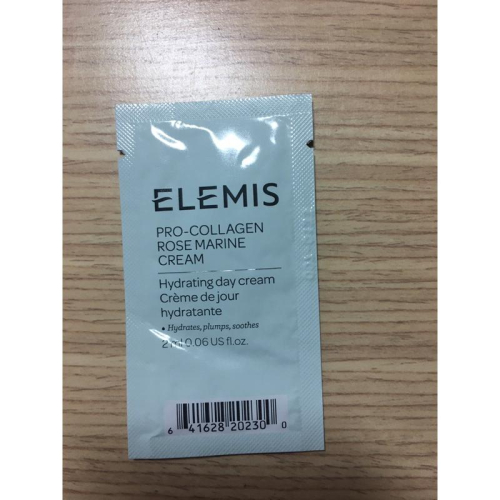 ELEMIS
PRO-COLLAGEN
ROSE MARINE
CREAM
Hydrating day cream
Crème de jour
hydratante
• Hydrates, plumps, soothes
2 ml 0.06 US fl.oz.
6 41628 20230 0